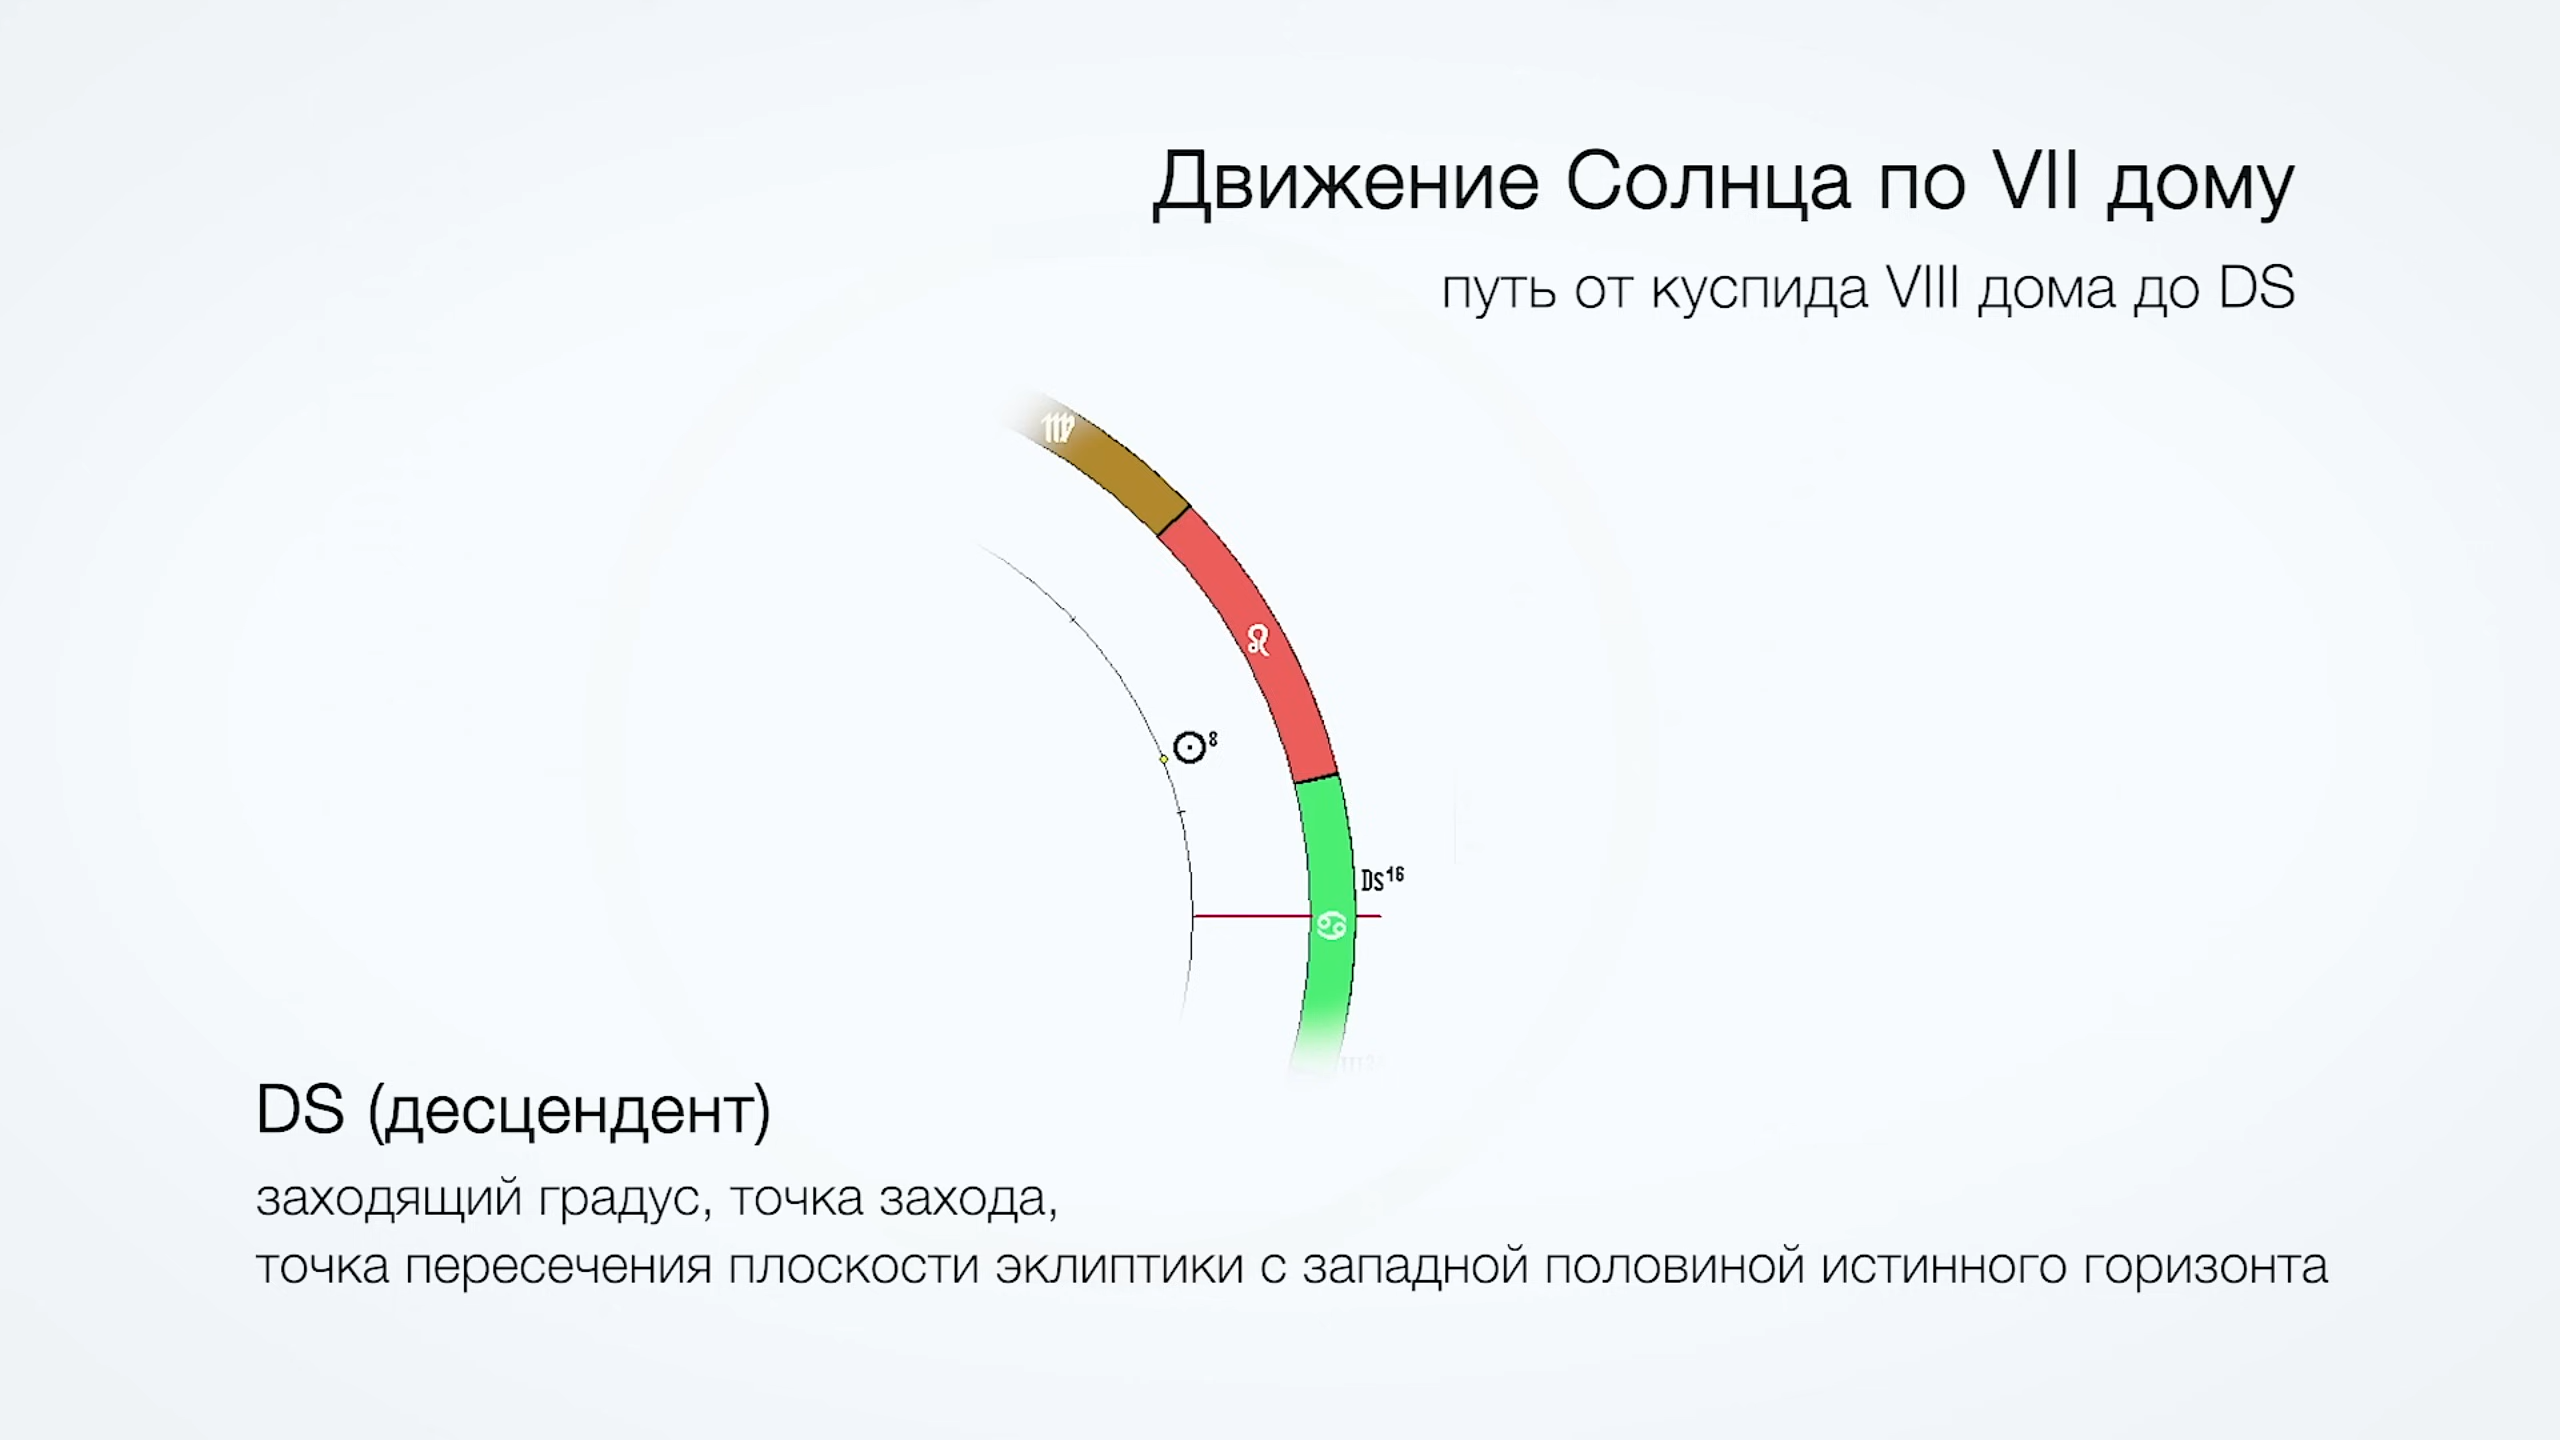 Движение Солнца по VII дому
путь от куспида VIII дома до DS
♍
♌
☉⁸
Ds¹⁶
♋
DS (десцендент)
заходящий градус, точка захода,
точка пересечения плоскости эклиптики с западной половиной истинного горизонта